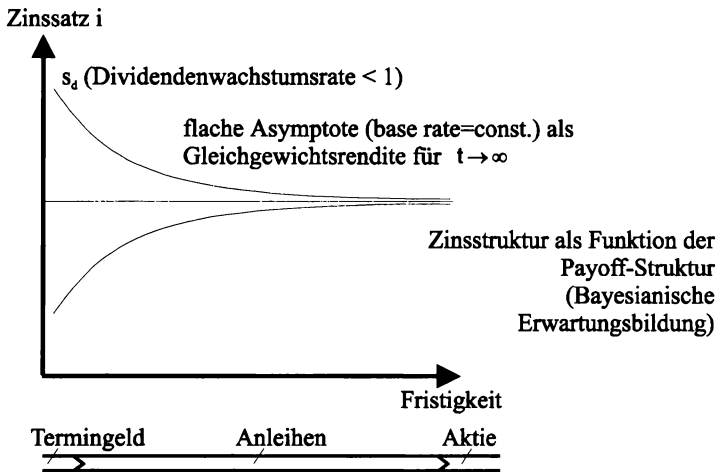 Zinssatz i
s_d (Dividendenwachstumsrate < 1)
flache Asymptote (base rate=const.) als
Gleichgewichtsrendite für t→∞
Zinsstruktur als Funktion der
Payoff-Struktur
(Bayesianische
Erwartungsbildung)
Fristigkeit
Termingeld Anleihen Aktie